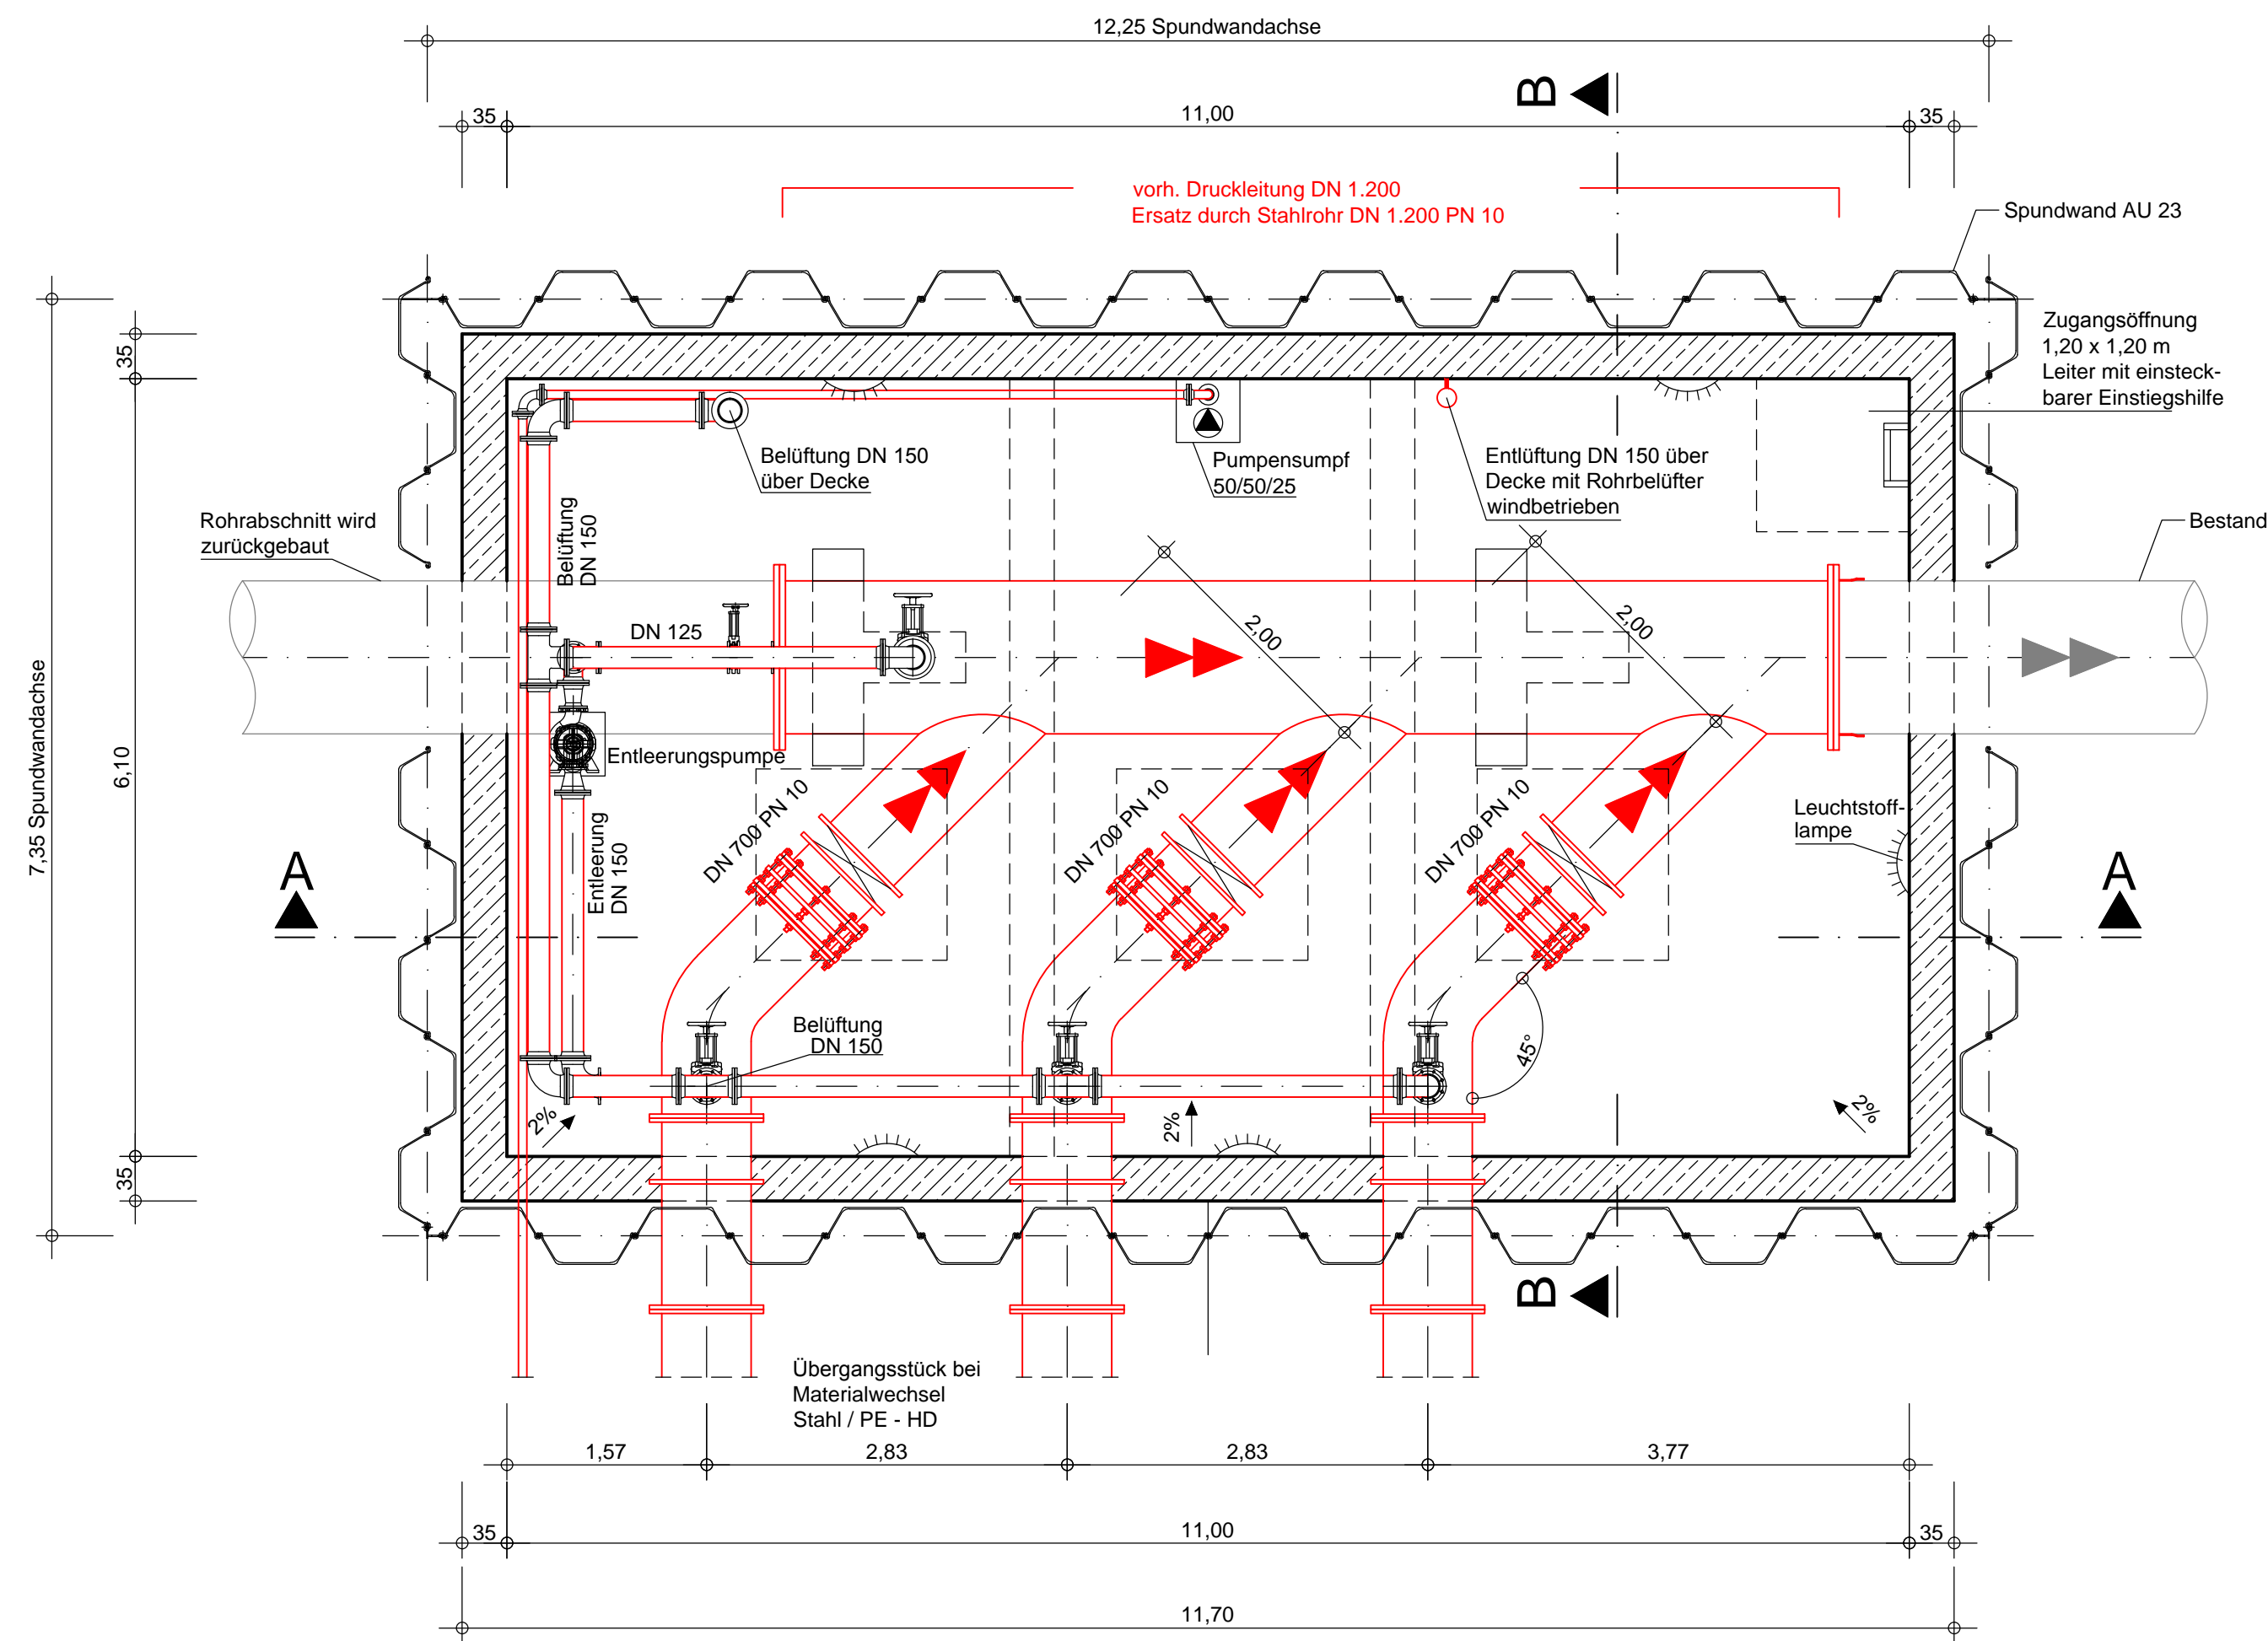 12,25 Spundwandachse
B
35
11,00
35
vorh. Druckleitung DN 1.200
Ersatz durch Stahlrohr DN 1.200 PN 10
Spundwand AU 23
Zugangsöffnung
1,20 x 1,20 m
Leiter mit einsteck-
barer Einstiegshilfe
35
Belüftung DN 150
über Decke
Pumpensumpf
50/50/25
Entlüftung DN 150 über
Decke mit Rohrbelüfter
windbetrieben
Rohrabschnitt wird
zurückgebaut
Belüftung
DN 150
Bestand
DN 125
2,00
2,00
7,35 Spundwandachse
6,10
Entleerungspumpe
DN 700 PN 10
DN 700 PN 10
DN 700 PN 10
Leuchtstoff-
lampe
Entleerung
DN 150
A
A
Belüftung
DN 150
45°
2%
2%
2%
35
B
Übergangsstück bei
Materialwechsel
Stahl / PE - HD
1,57
2,83
2,83
3,77
35
11,00
35
11,70